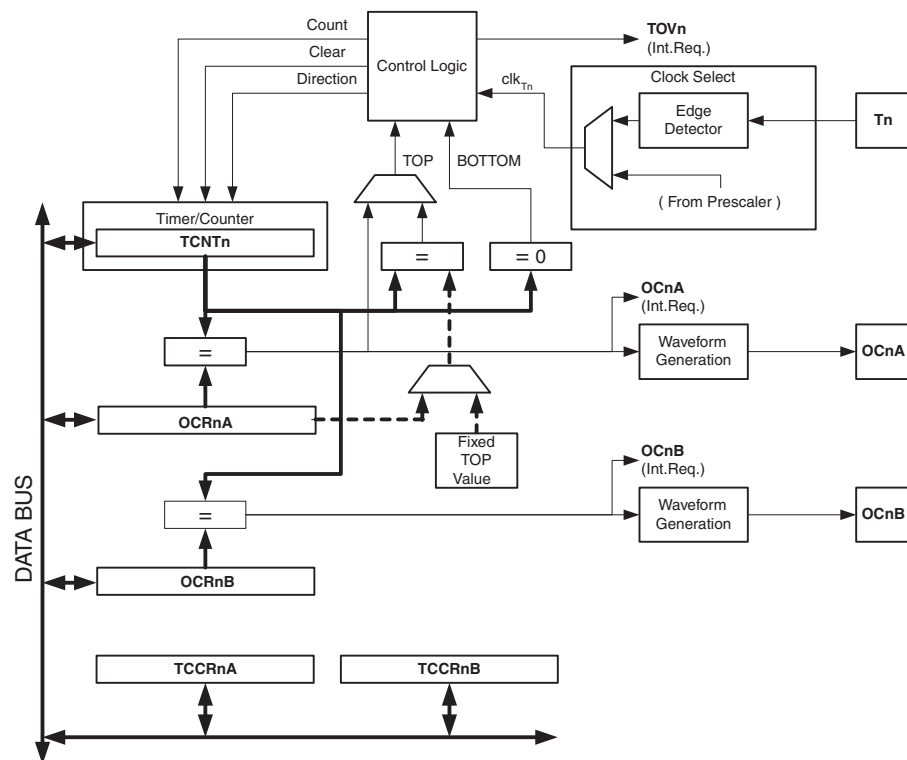 Count
Clear
Direction
Control Logic
TOVn
(Int.Req.)
clkTn
Clock Select
Edge
Detector
Tn
( From Prescaler )
TOP
BOTTOM
Timer/Counter
TCNTn
=
= 0
OCnA
(Int.Req.)
=
Waveform
Generation
OCnA
OCRnA
Fixed
TOP
Value
OCnB
(Int.Req.)
=
Waveform
Generation
OCnB
OCRnB
DATA BUS
TCCRnA
TCCRnB